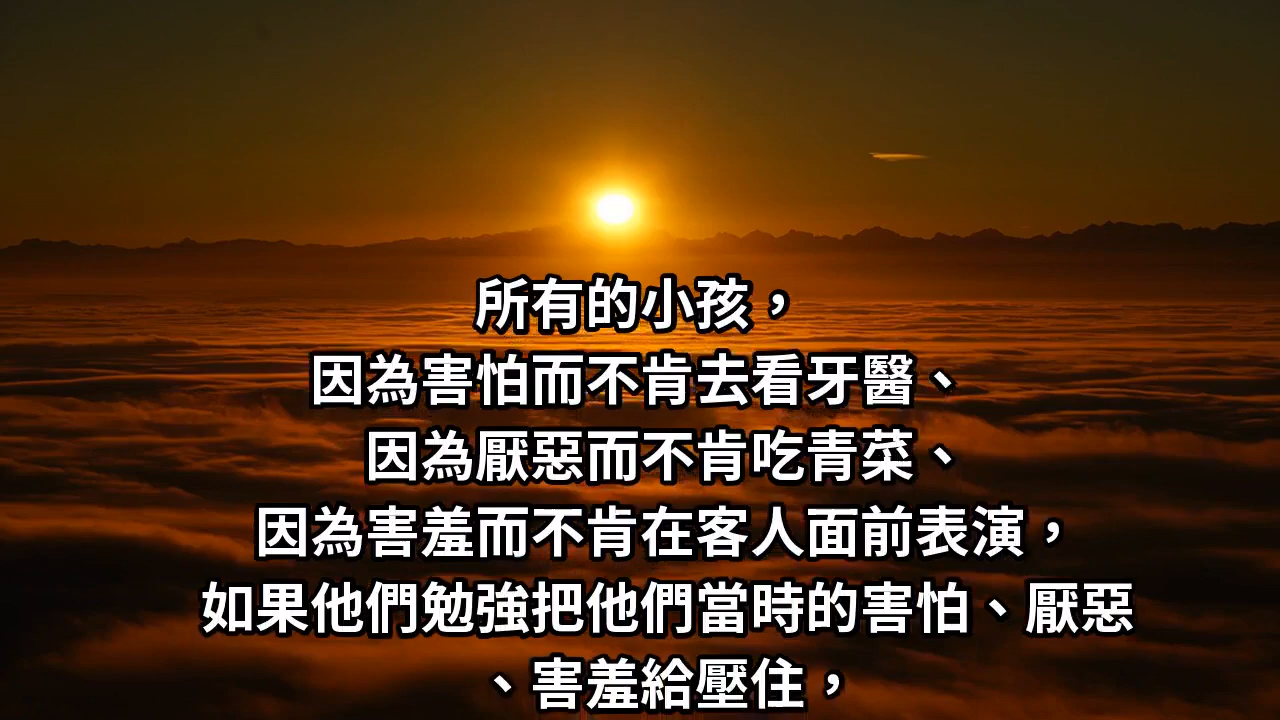 所有的小孩，
因為害怕而不肯去看牙醫、
因為厭惡而不肯吃青菜、
因為害羞而不肯在客人面前表演，
如果他們勉強把他們當時的害怕、厭惡
、害羞給壓住，